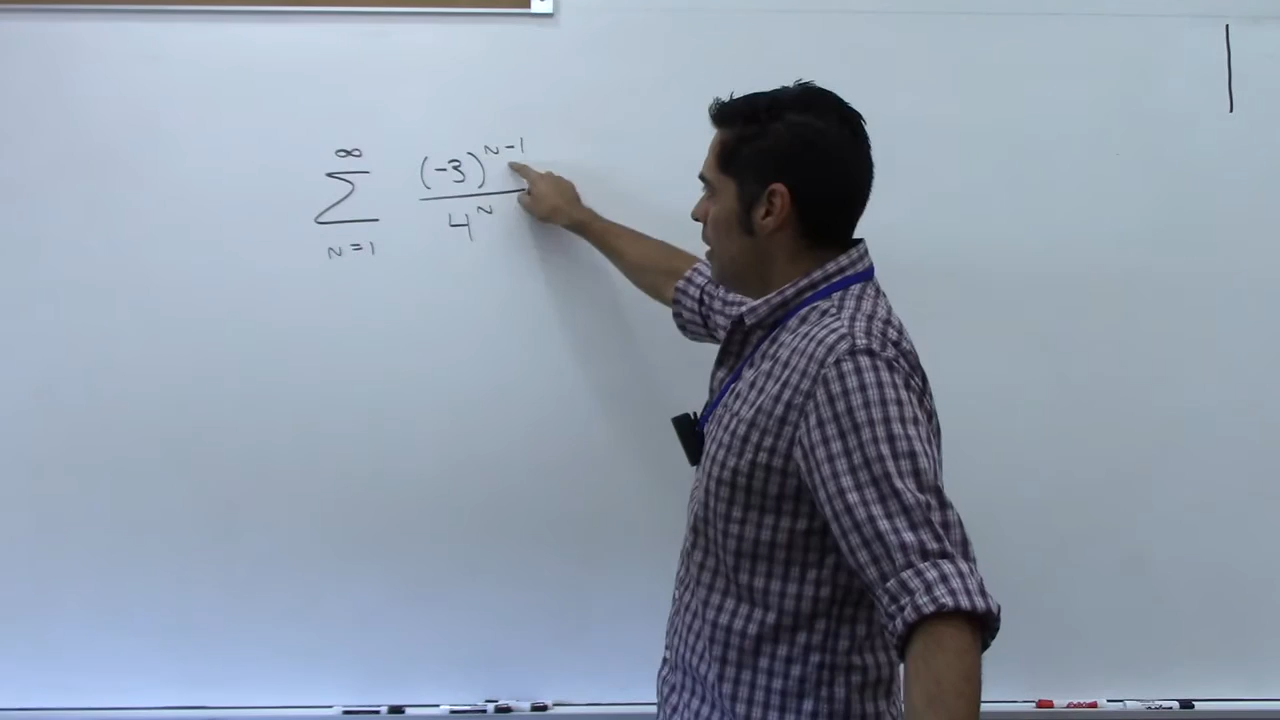 ∞
∑ (-3)^(N-1) / 4^N
N=1